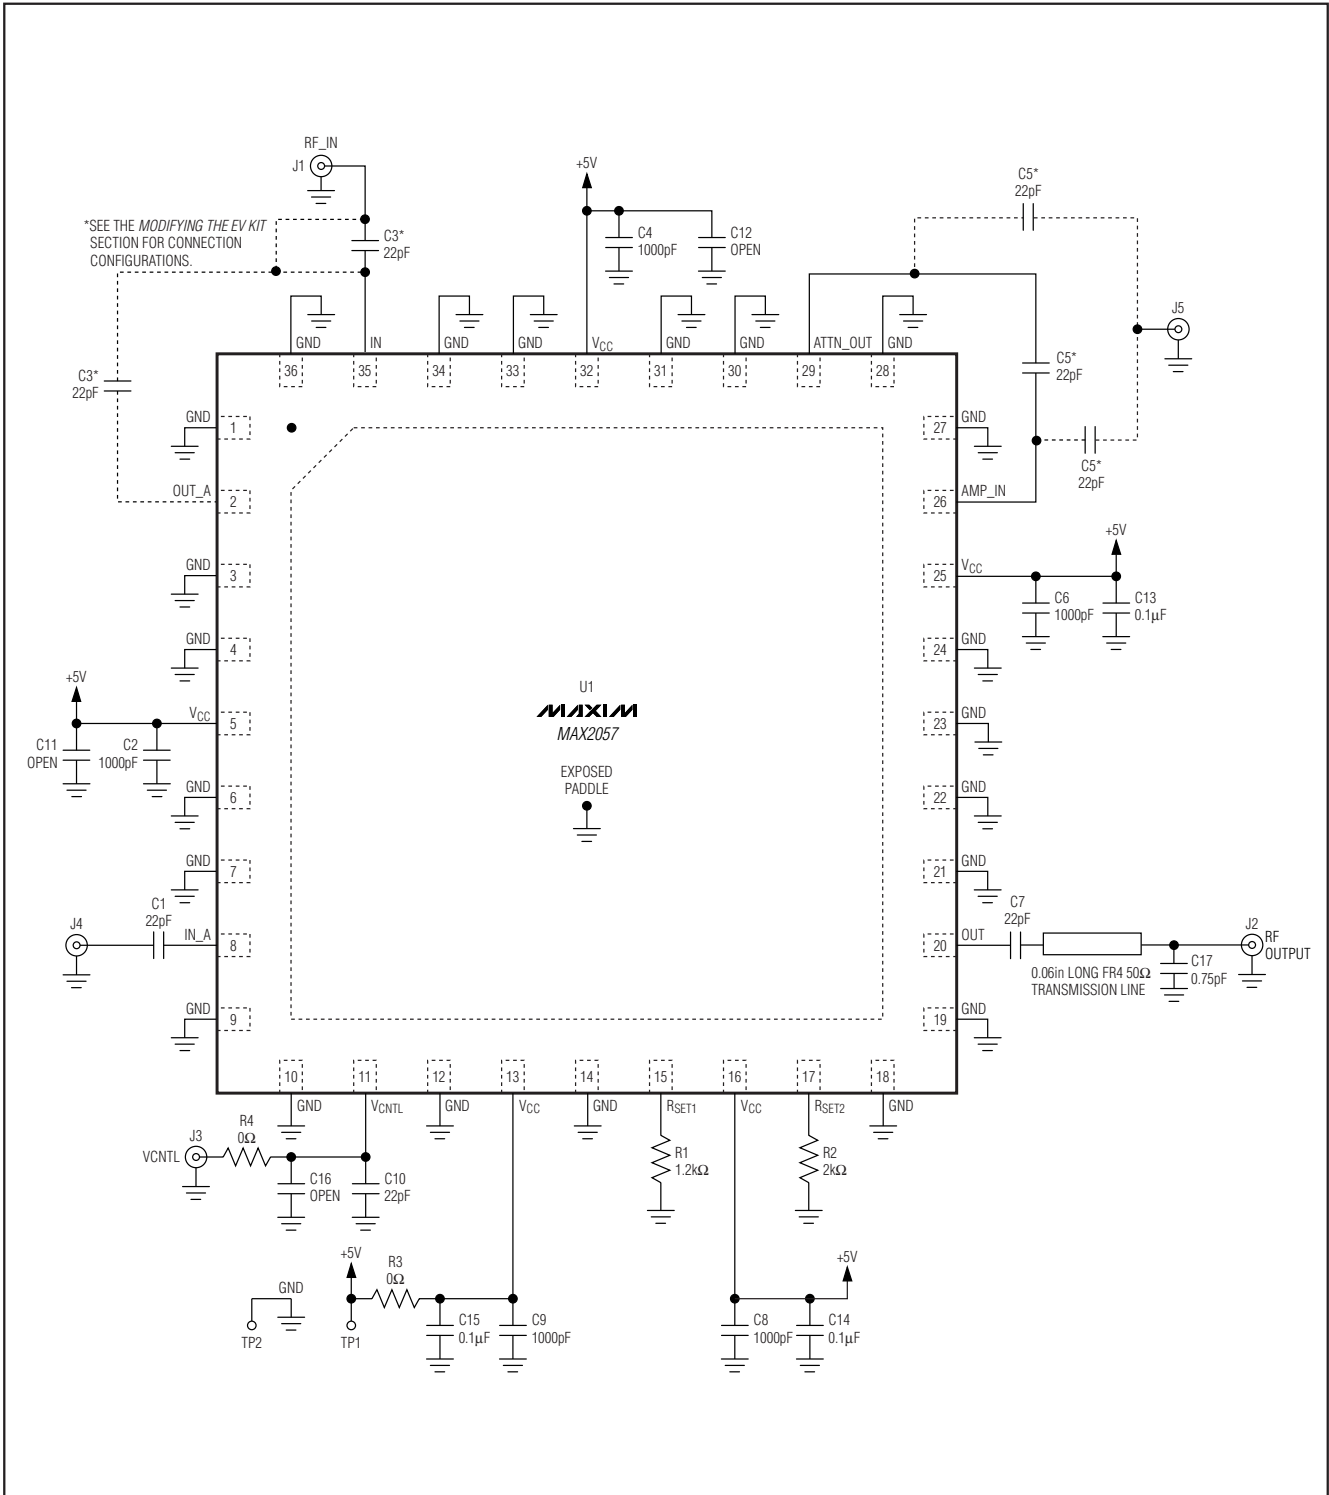 RF_IN
J1
*SEE THE MODIFYING THE EV KIT
SECTION FOR CONNECTION
CONFIGURATIONS.
C3*
22pF
+5V
C4
1000pF
C12
OPEN
C5*
22pF
J5
C5*
22pF
C5*
22pF
C3*
22pF
GND
IN
GND
GND
VCC
GND
GND
ATTN_OUT
GND
36
35
34
33
32
31
30
29
28
GND
1
OUT_A
2
GND
3
GND
4
+5V
VCC
5
C11
OPEN
C2
1000pF
GND
6
GND
7
J4
C1
22pF
IN_A
8
GND
9
U1
MAXIM
MAX2057
EXPOSED
PADDLE
27
GND
26
AMP_IN
25
VCC
+5V
C6
1000pF
C13
0.1µF
24
GND
23
GND
22
GND
21
GND
20
OUT
C7
22pF
0.06in LONG FR4 50Ω
TRANSMISSION LINE
C17
0.75pF
J2
RF
OUTPUT
19
GND
10
11
12
13
14
15
16
17
18
GND
VCNTL
GND
VCC
GND
RSET1
VCC
RSET2
GND
J3
VCNTL
R4
0Ω
C16
OPEN
C10
22pF
R1
1.2kΩ
R2
2kΩ
GND
TP2
+5V
TP1
R3
0Ω
C15
0.1µF
C9
1000pF
C8
1000pF
C14
0.1µF
+5V